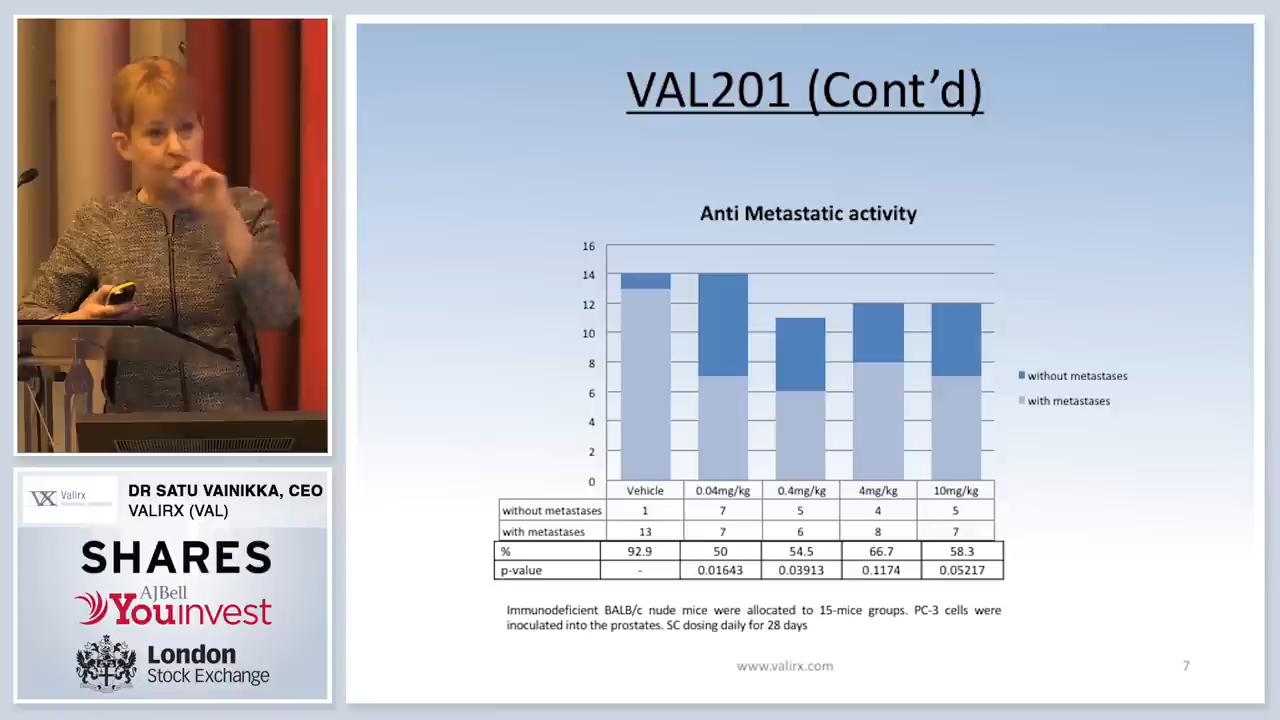 VAL201 (Cont’d)
Anti Metastatic activity
16
14
12
10
8
6
4
2
0
without metastases
with metastases
Vehicle 0.04mg/kg 0.4mg/kg 4mg/kg 10mg/kg
without metastases 1 7 5 4 5
with metastases 13 7 6 8 7
% 92.9 50 54.5 66.7 58.3
p-value - 0.01643 0.03913 0.1174 0.05217
Immunodeficient BALB/c nude mice were allocated to 15-mice groups. PC-3 cells were
inoculated into the prostates. SC dosing daily for 28 days
www.valirx.com 7
VX Valirx
DR SATU VAINIKKA, CEO
VALIRX (VAL)
SHARES
AJBell
Youinvest
London
Stock Exchange